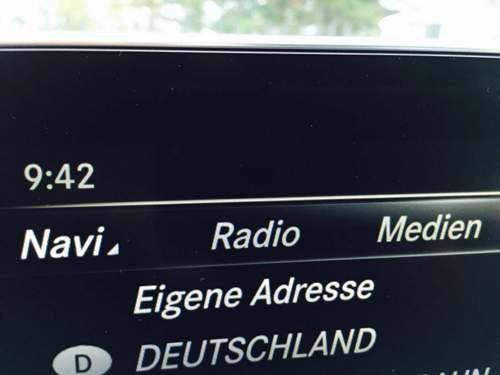 9:42
Navi Radio Medien
Eigene Adresse
D DEUTSCHLAND